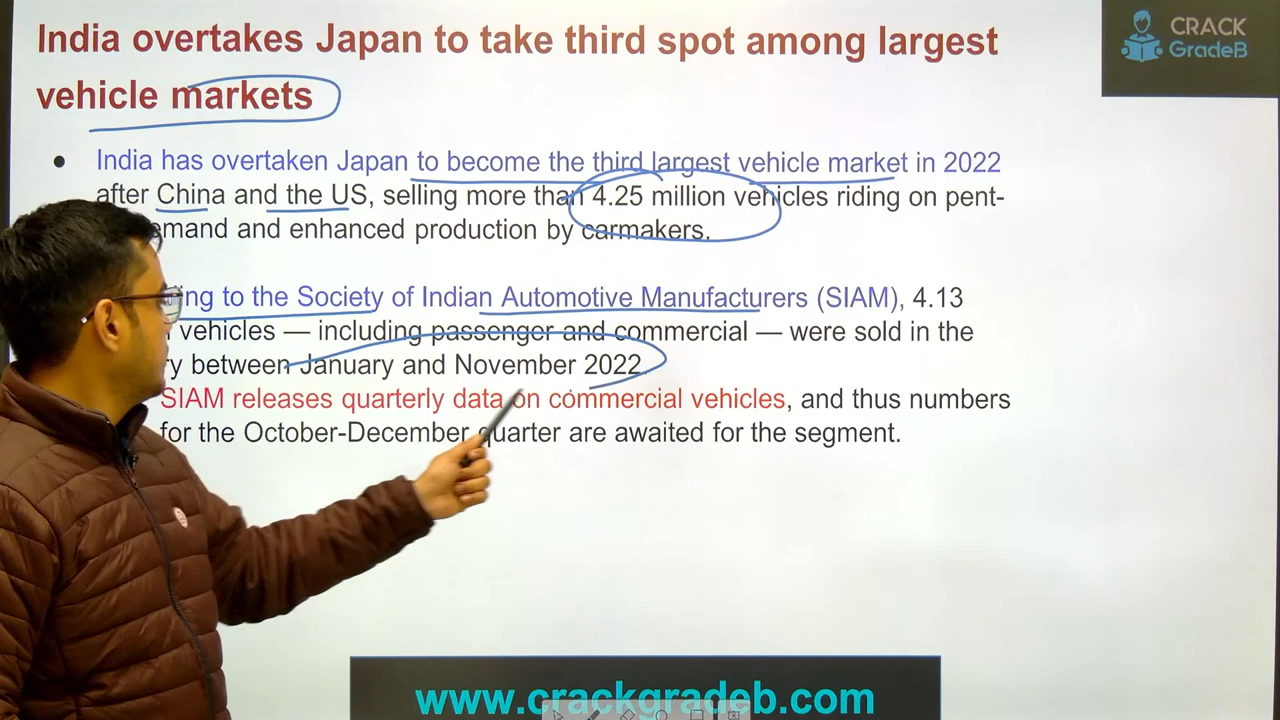 India overtakes Japan to take third spot among largest
vehicle markets
CRACK
GradeB
India has overtaken Japan to become the third largest vehicle market in 2022
after China and the US, selling more than 4.25 million vehicles riding on pent-
and enhanced production by carmakers.
to the Society of Indian Automotive Manufacturers (SIAM), 4.13
vehicles — including passenger and commercial — were sold in the
between January and November 2022.
SIAM releases quarterly data on commercial vehicles, and thus numbers
for the October-December quarter are awaited for the segment.
www.crackgradeb.com